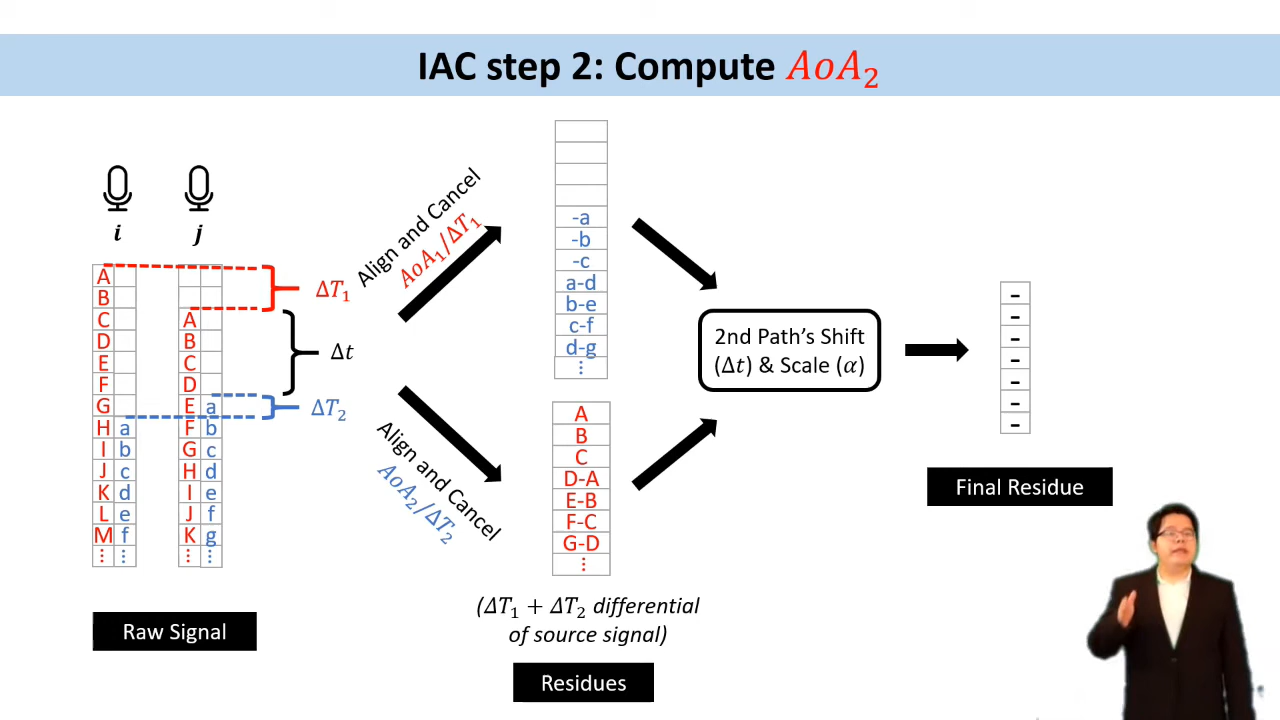 IAC step 2: Compute AoA₂
i
j
A
B
C
D
E
F
G
H a
I b
J c
K d
L e
M f
⋮ ⋮
A
B
C
D
E a
F b
G c
H d
I e
J f
K g
⋮ ⋮
ΔT₁
Δt
ΔT₂
Raw Signal
Align and Cancel
AoA₁/ΔT₁
Align and Cancel
AoA₂/ΔT₂
-a
-b
-c
a-d
b-e
c-f
d-g
⋮
A
B
C
D-A
E-B
F-C
G-D
⋮
(ΔT₁ + ΔT₂ differential
of source signal)
Residues
2nd Path's Shift
(Δt) & Scale (α)
-
-
-
-
-
-
-
Final Residue